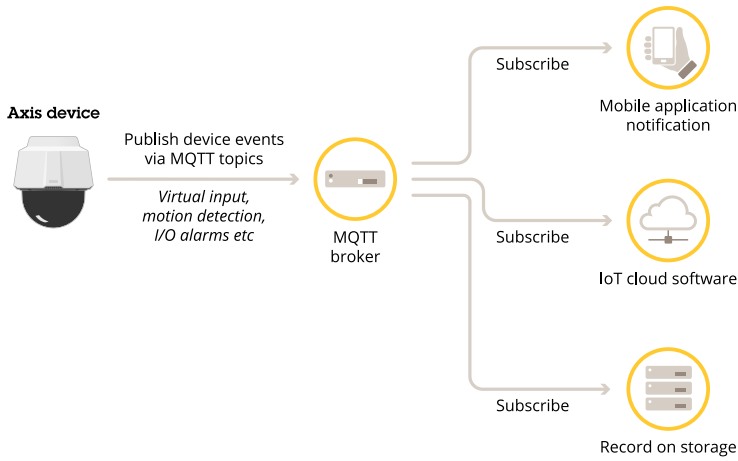 Axis device
Publish device events
via MQTT topics
Virtual input,
motion detection,
I/O alarms etc
MQTT
broker
Subscribe
Mobile application
notification
Subscribe
IoT cloud software
Subscribe
Record on storage